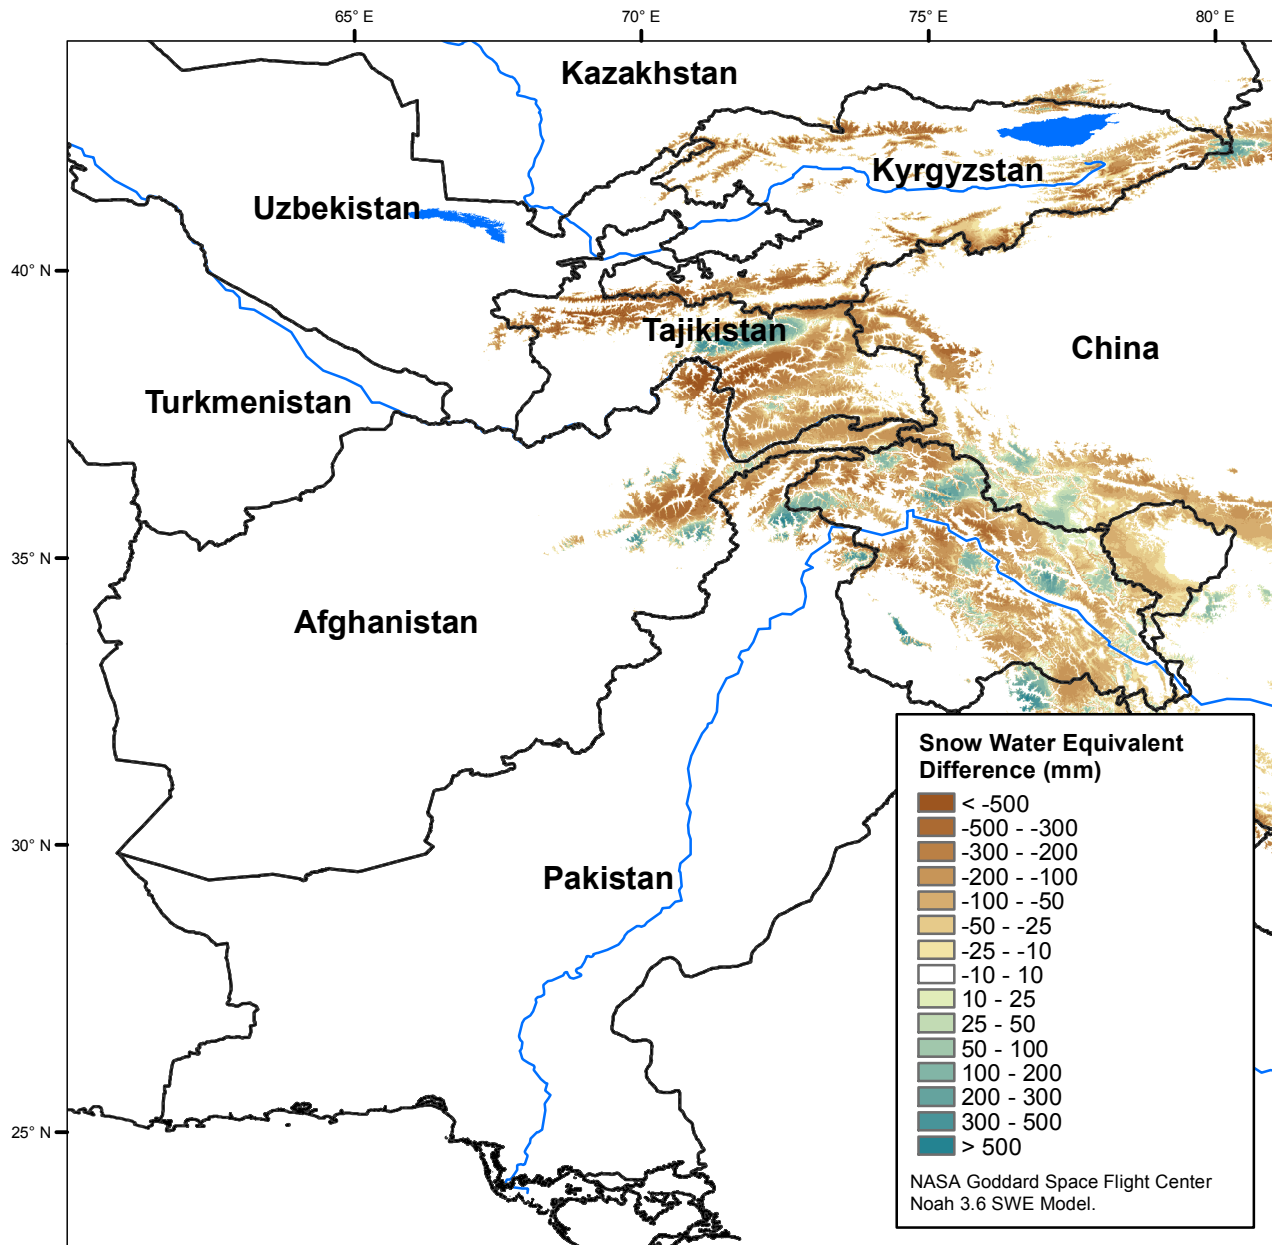 65° E
70° E
75° E
80° E
Kazakhstan
Kyrgyzstan
Uzbekistan
40° N
Tajikistan
China
Turkmenistan
35° N
Afghanistan
Snow Water Equivalent
Difference (mm)
< -500
-500 - -300
-300 - -200
-200 - -100
-100 - -50
-50 - -25
-25 - -10
-10 - 10
10 - 25
25 - 50
50 - 100
100 - 200
200 - 300
300 - 500
> 500
30° N
Pakistan
25° N
NASA Goddard Space Flight Center
Noah 3.6 SWE Model.